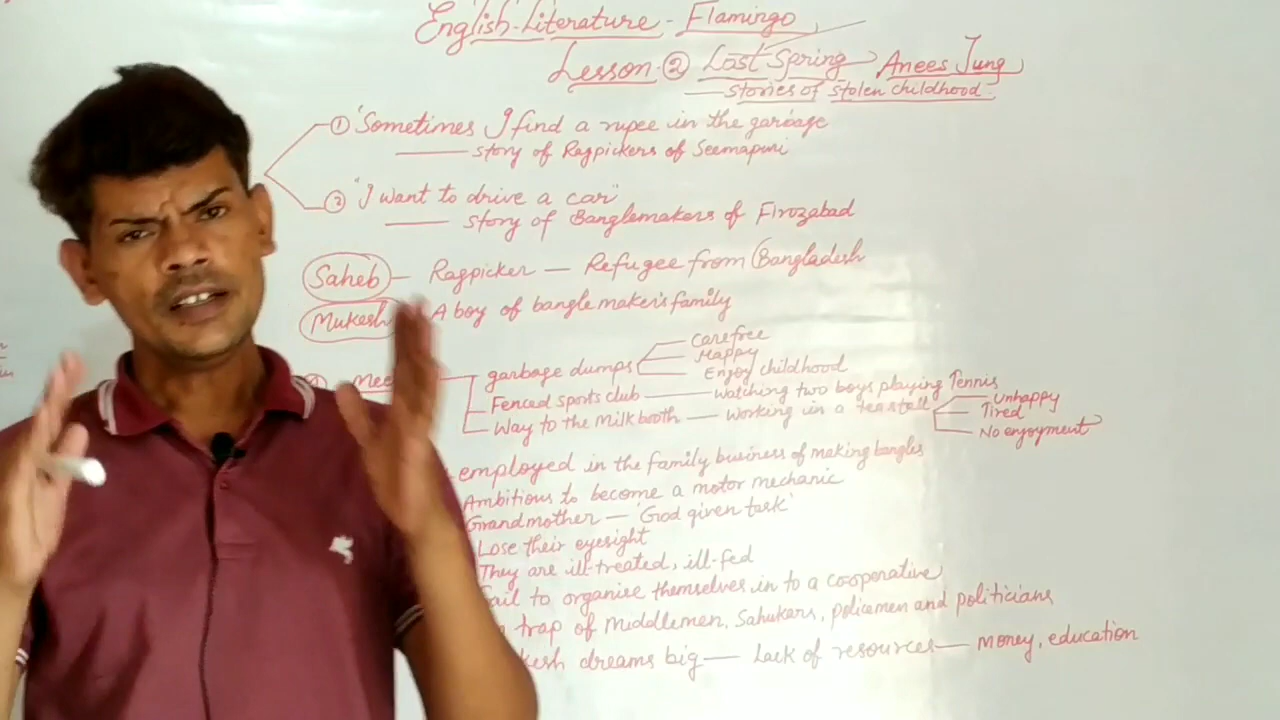 English Literature - Flamingo
Lesson ② Lost Spring Anees Jung
stories of stolen childhood
① 'Sometimes I find a rupee in the garbage
story of Ragpickers of Seemapuri
② "I want to drive a car"
story of Banglemakers of Firozabad
Saheb - Ragpicker - Refugee from Bangladesh
Mukesh A boy of bangle maker's family
garbage dumps Carefree
Happy
Enjoy childhood
Fenced sports club watching two boys playing Tennis
Way to the Milk booth working in a tea stall Unhappy
Tired
No enjoyment
employed in the family business of making bangles
Ambitious to become a motor mechanic
Grandmother - 'God given task'
Lose their eyesight
They are ill-treated, ill-fed
to organise themselves in to a cooperative
trap of Middlemen, Sahukars, policemen and politicians
dreams big - Lack of resources - Money, education